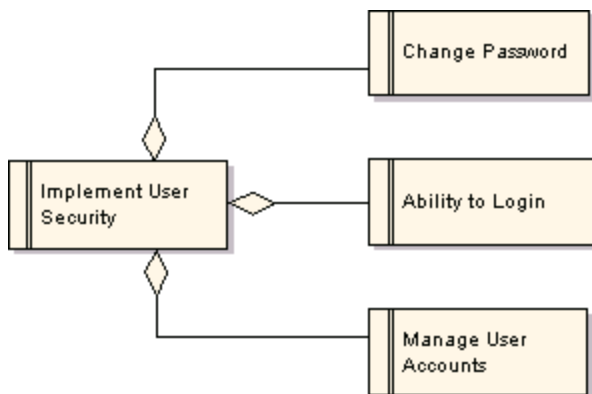 Change Password
Implement User
Security
Ability to Login
Manage User
Accounts